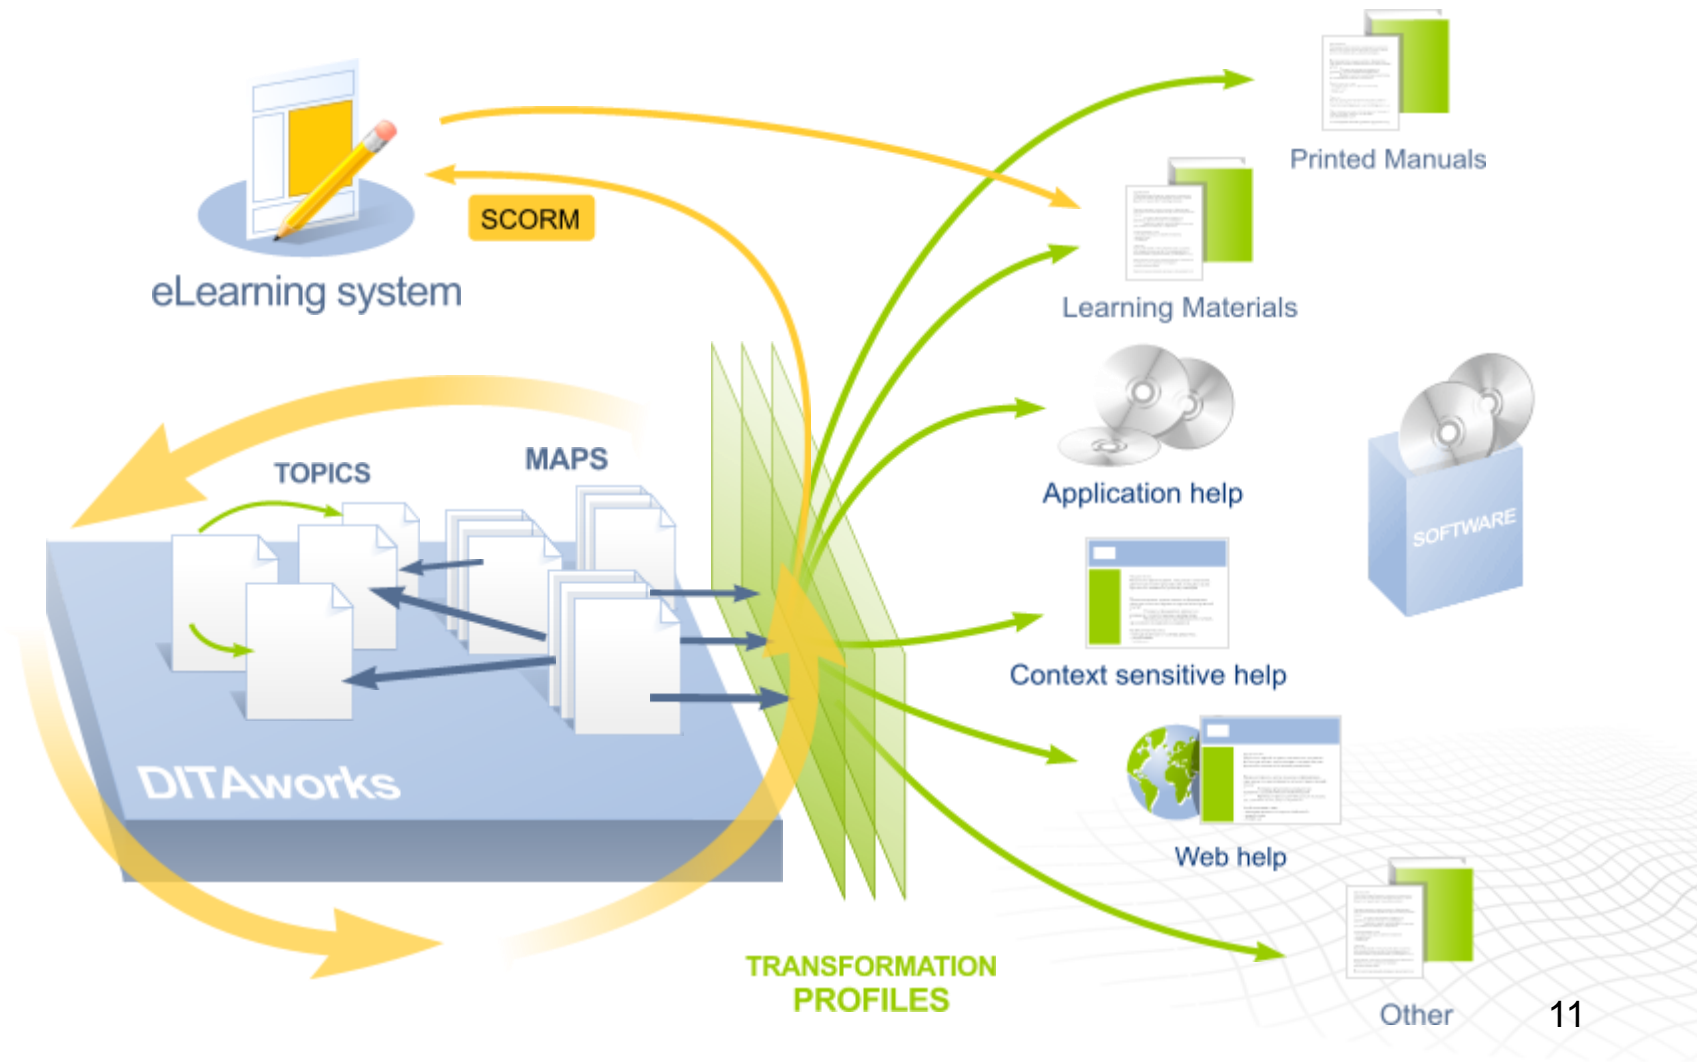 Printed Manuals
SCORM
eLearning system
Learning Materials
TOPICS
MAPS
Application help
SOFTWARE
Context sensitive help
DITAworks
Web help
TRANSFORMATION
PROFILES
Other
11